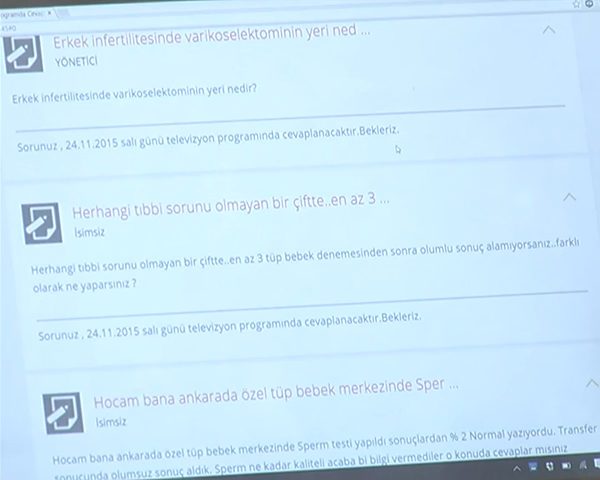 ogramda Cevap
Erkek infertilitesinde varikoselektominin yeri ned ...
YÖNETİCİ
Erkek infertilitesinde varikoselektominin yeri nedir?
Sorunuz , 24.11.2015 salı günü televizyon programında cevaplanacaktır.Bekleriz.
Herhangi tıbbi sorunu olmayan bir çiftte..en az 3 ...
İsimsiz
Herhangi tıbbi sorunu olmayan bir çiftte..en az 3 tüp bebek denemesinden sonra olumlu sonuç alamıyorsanız..farklı
olarak ne yaparsınız ?
Sorunuz , 24.11.2015 salı günü televizyon programında cevaplanacaktır.Bekleriz.
Hocam bana ankarada özel tüp bebek merkezinde Sper ...
İsimsiz
Hocam bana ankarada özel tüp bebek merkezinde Sperm testi yapıldı sonuçlardan % 2 Normal yazıyordu. Transfer
sonucunda olumsuz sonuç aldık. Sperm ne kadar kaliteli acaba bi bilgi vermediler o konuda cevaplar mısınız